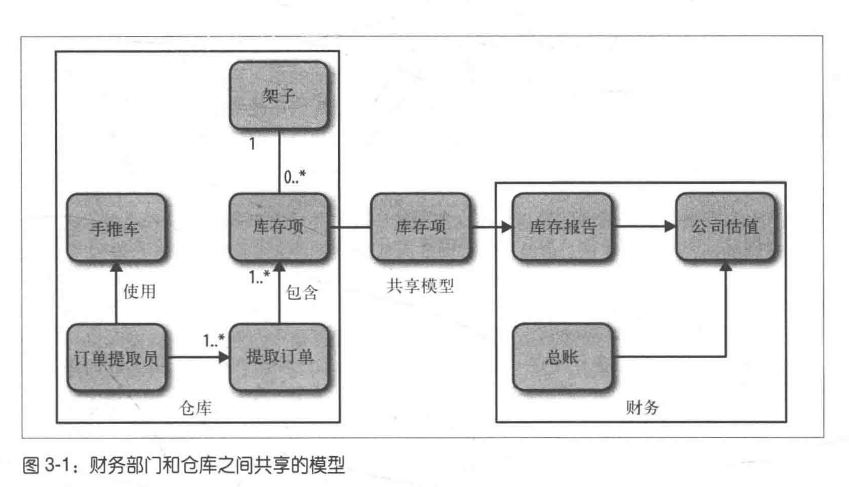 架子
1
0..*
手推车
库存项
库存项
库存报告
公司估值
使用
1..*
包含
共享模型
订单提取员
1..*
提取订单
总账
仓库
财务
图 3-1：财务部门和仓库之间共享的模型